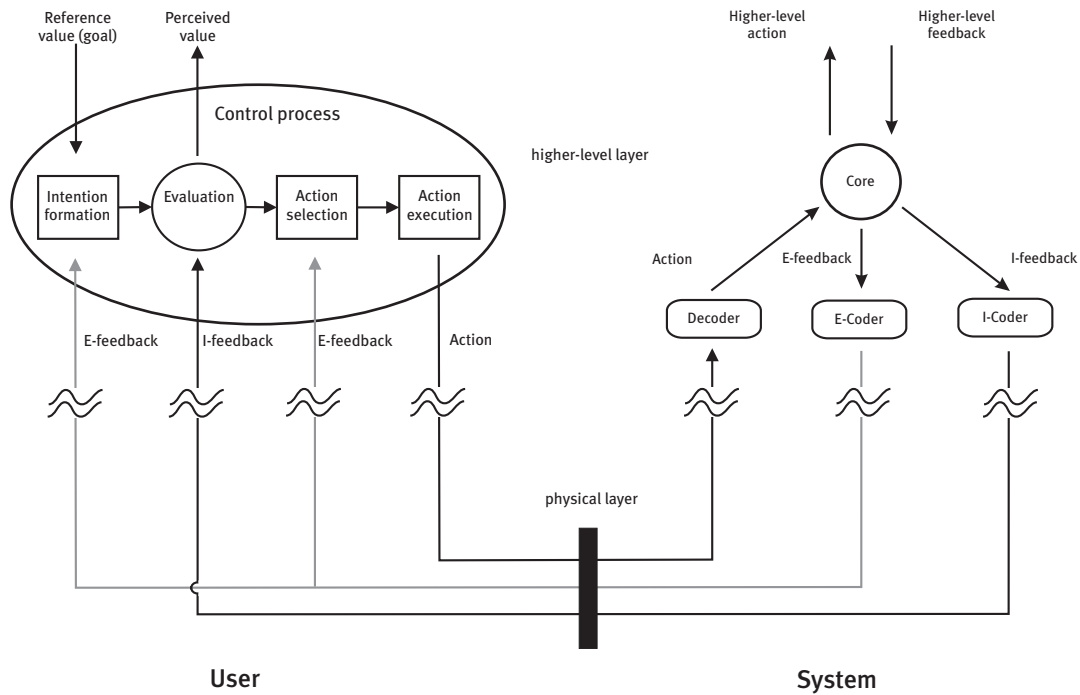 Reference
value (goal)
Perceived
value
Higher-level
action
Higher-level
feedback
Control process
higher-level layer
Intention
formation
Evaluation
Action
selection
Action
execution
Core
Action
E-feedback
I-feedback
Decoder
E-Coder
I-Coder
E-feedback
I-feedback
E-feedback
Action
physical layer
User
System